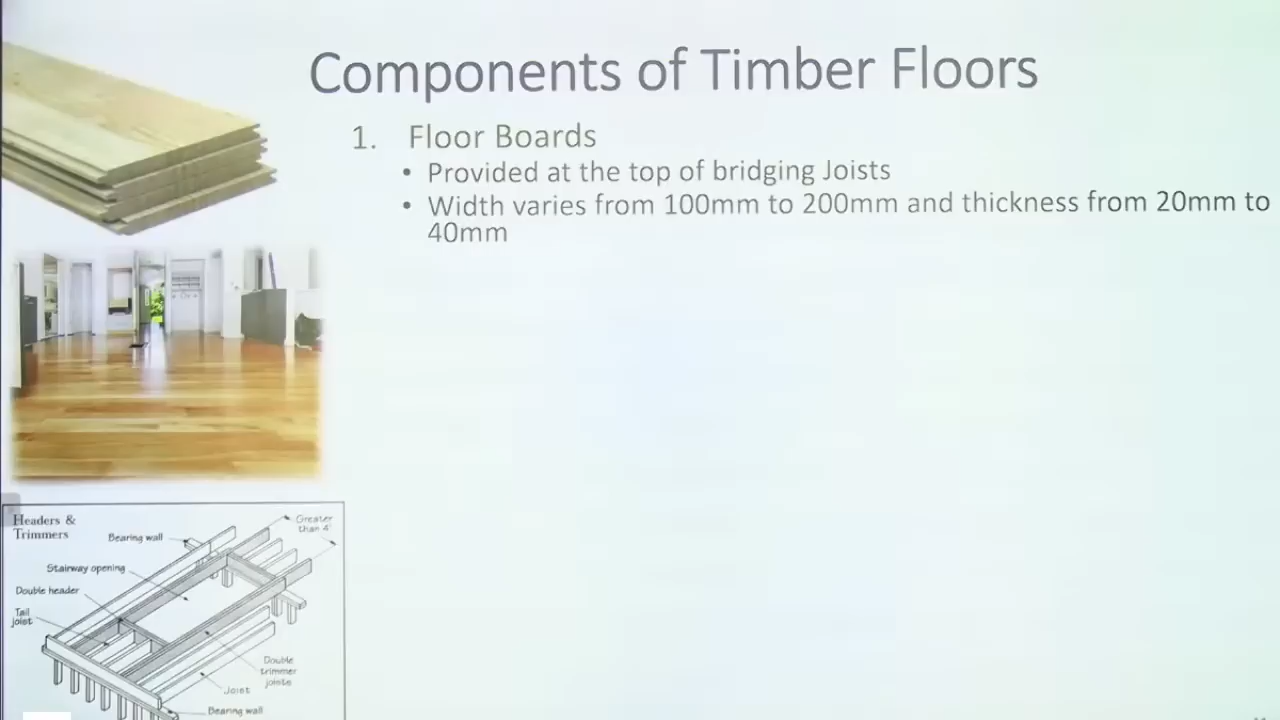 Components of Timber Floors
1. Floor Boards
• Provided at the top of bridging Joists
• Width varies from 100mm to 200mm and thickness from 20mm to
40mm
Headers &
Trimmers
Bearing wall
Greater
than 4'
Stairway opening
Double header
Tail
joist
Double
trimmer
joists
Joist
Bearing wall